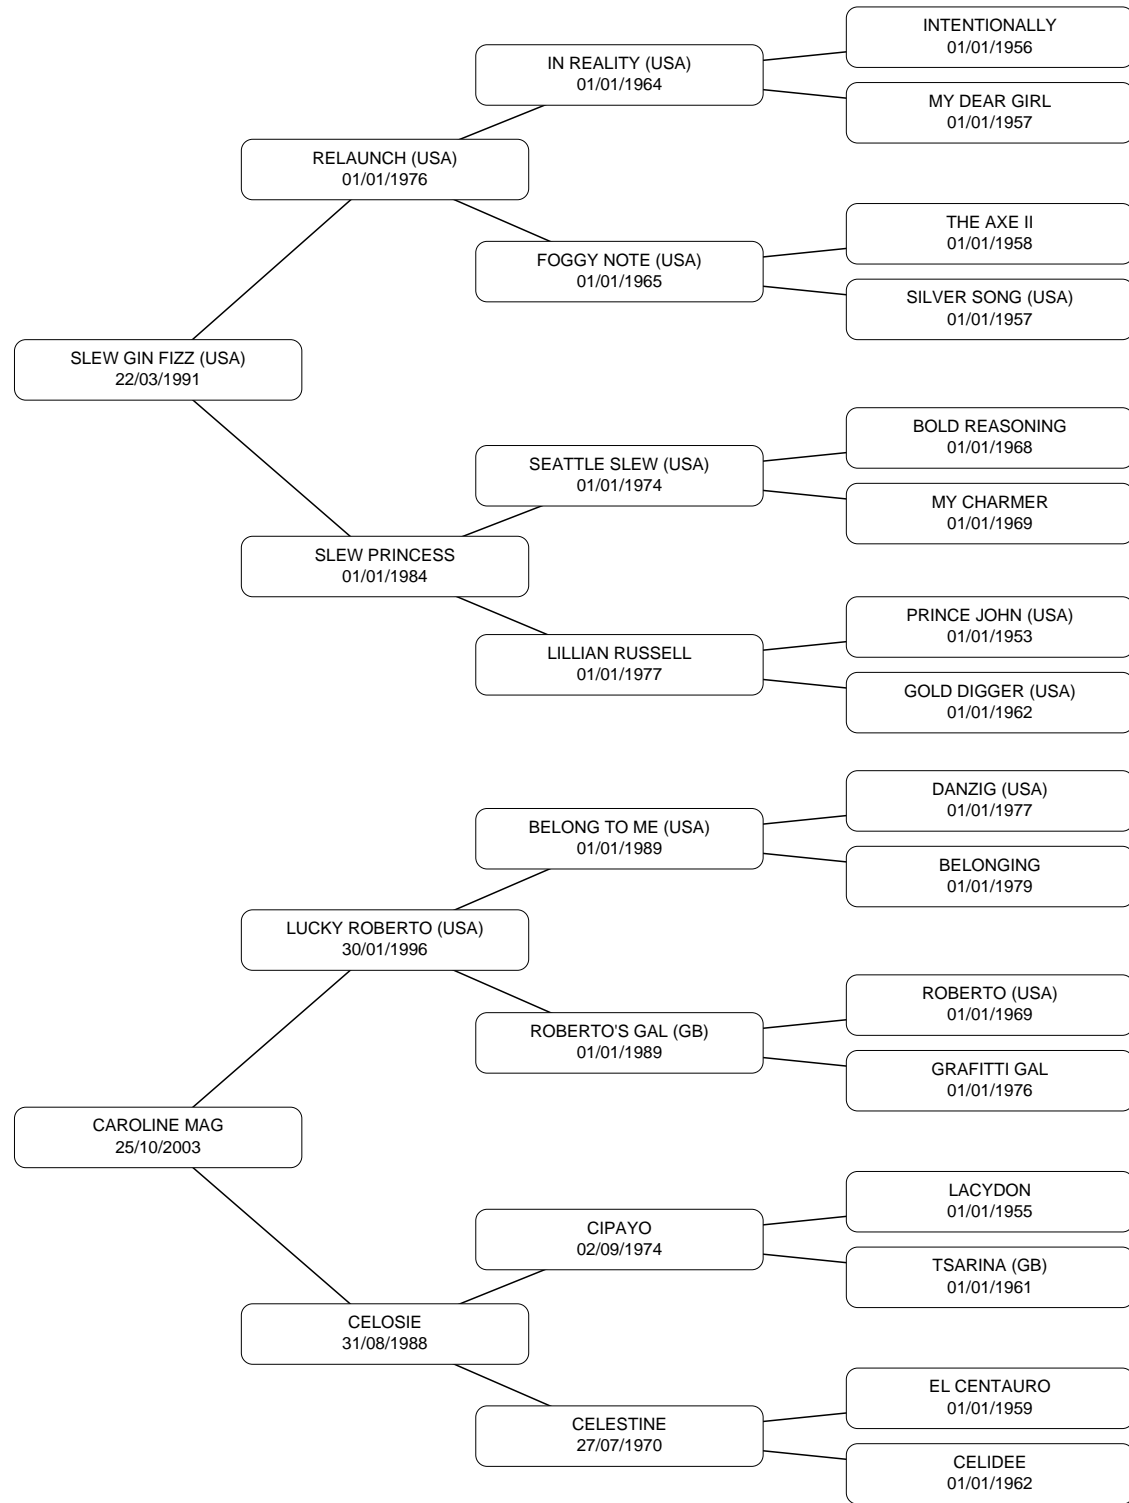 INTENTIONALLY
01/01/1956
IN REALITY (USA)
01/01/1964
MY DEAR GIRL
01/01/1957
RELAUNCH (USA)
01/01/1976
THE AXE II
01/01/1958
FOGGY NOTE (USA)
01/01/1965
SILVER SONG (USA)
01/01/1957
SLEW GIN FIZZ (USA)
22/03/1991
BOLD REASONING
01/01/1968
SEATTLE SLEW (USA)
01/01/1974
MY CHARMER
01/01/1969
SLEW PRINCESS
01/01/1984
PRINCE JOHN (USA)
01/01/1953
LILLIAN RUSSELL
01/01/1977
GOLD DIGGER (USA)
01/01/1962
DANZIG (USA)
01/01/1977
BELONG TO ME (USA)
01/01/1989
BELONGING
01/01/1979
LUCKY ROBERTO (USA)
30/01/1996
ROBERTO (USA)
01/01/1969
ROBERTO'S GAL (GB)
01/01/1989
GRAFITTI GAL
01/01/1976
CAROLINE MAG
25/10/2003
LACYDON
01/01/1955
CIPAYO
02/09/1974
TSARINA (GB)
01/01/1961
CELOSIE
31/08/1988
EL CENTAURO
01/01/1959
CELESTINE
27/07/1970
CELIDEE
01/01/1962